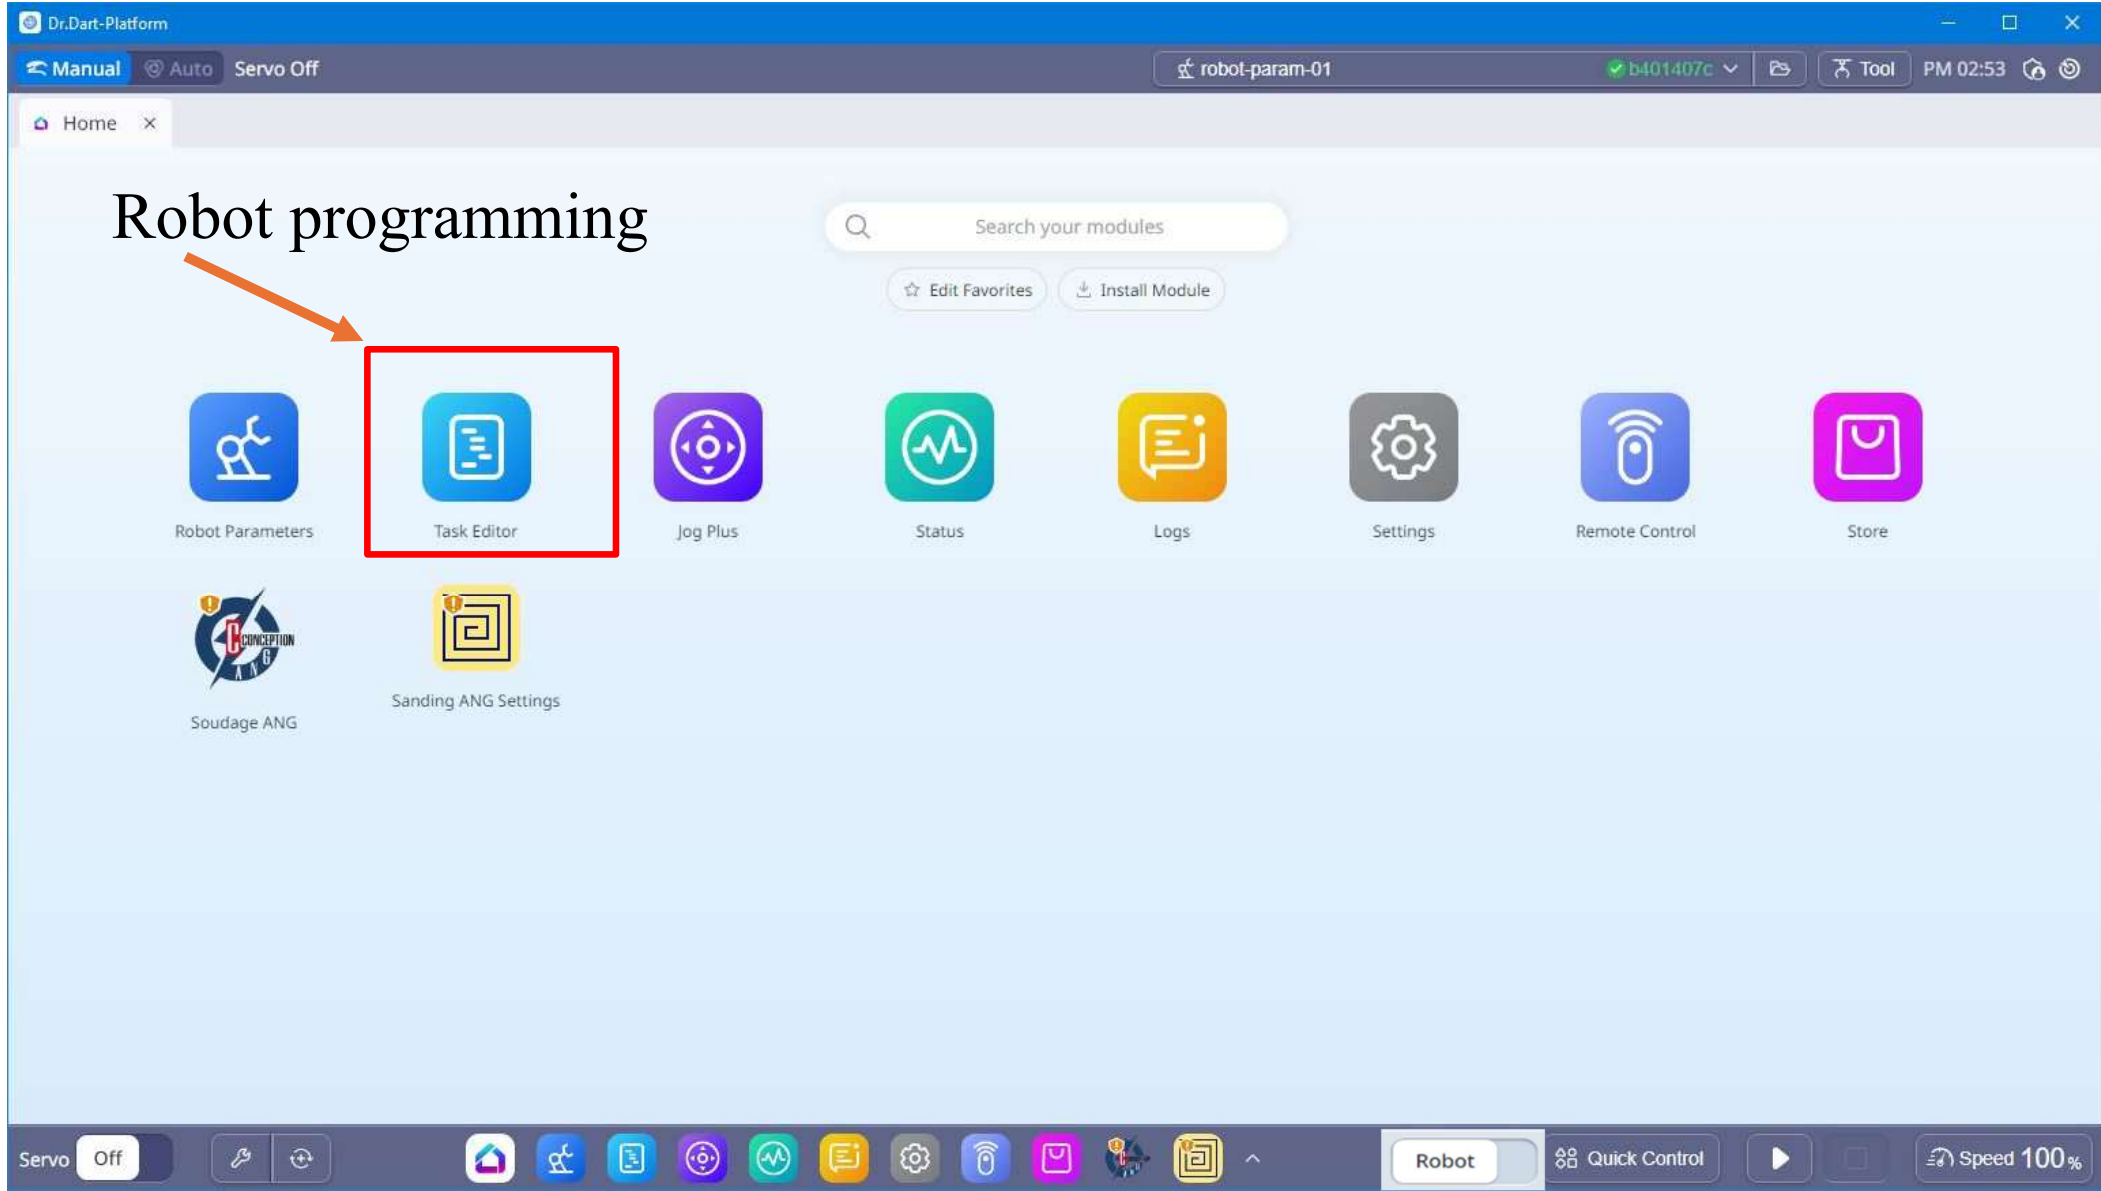 Dr.Dart-Platform
Manual Auto Servo Off robot-param-01 b401407c Tool PM 02:53
Home
Robot programming
Search your modules
Edit Favorites Install Module
Robot Parameters Task Editor Jog Plus Status Logs Settings Remote Control Store
CONCEPTION
ANG
Sanding ANG Settings
Soudage ANG
Servo Off Robot Quick Control Speed 100%